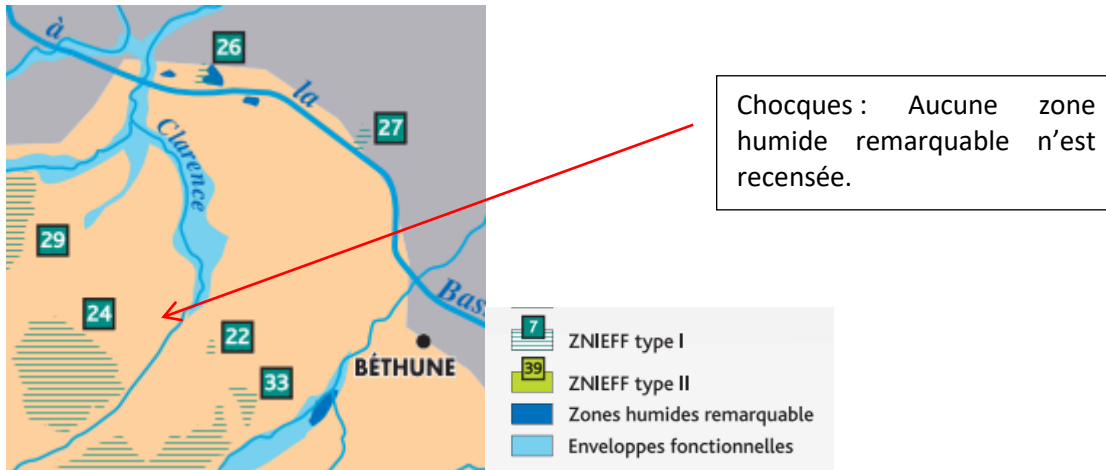 à
26
la
27
Clarence
29
24
22
33
Bas
BÉTHUNE
Chocques : Aucune zone
humide remarquable n'est
recensée.
7 ZNIEFF type I
39 ZNIEFF type II
Zones humides remarquable
Enveloppes fonctionnelles